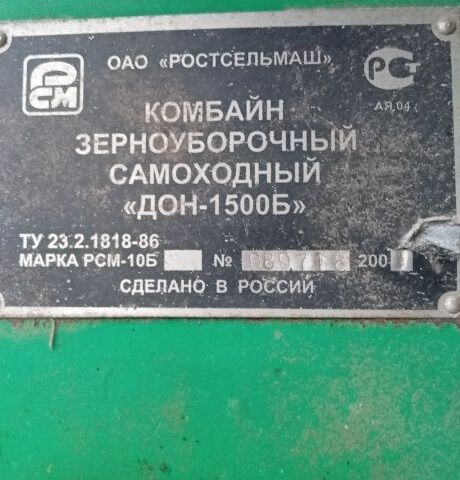 РСМ
ОАО «РОСТСЕЛЬМАШ»
РСТ
АЯ 04
КОМБАЙН
ЗЕРНОУБОРОЧНЫЙ
САМОХОДНЫЙ
«ДОН-1500Б»
ТУ 23.2.1818-86
МАРКА РСМ-10Б № 200
СДЕЛАНО В РОССИИ